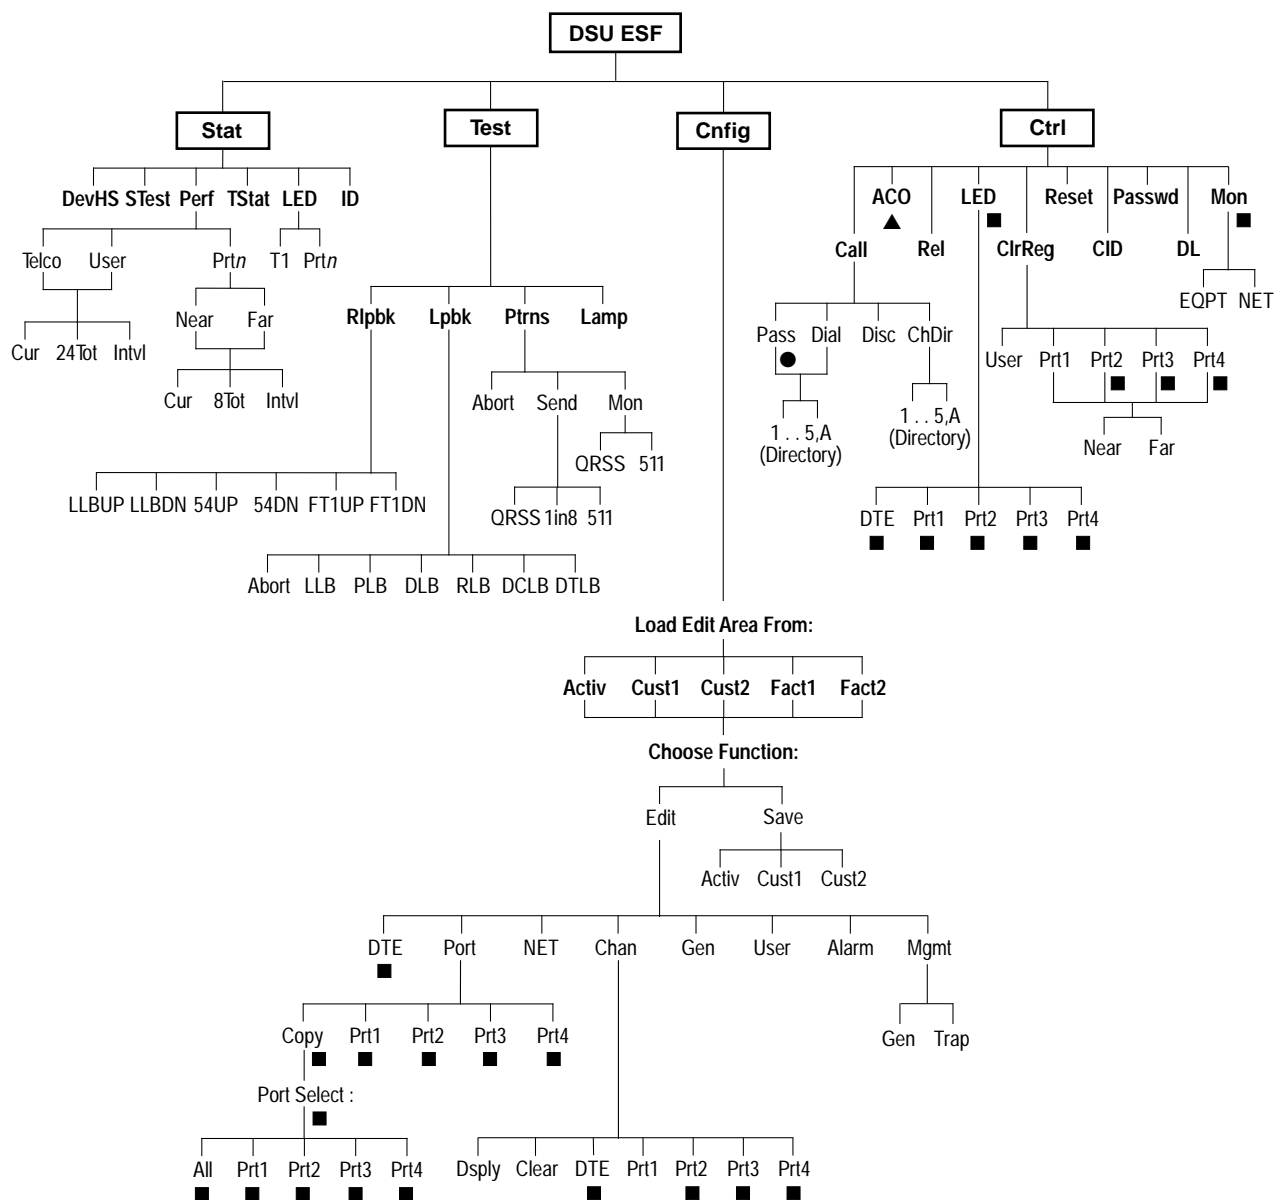 DSU ESF
Stat Test Cnfig Ctrl
DevHS STest Perf TStat LED ID
ACO LED Reset Passwd Mon
Call Rel ClrReg CID DL
Telco User Prtn T1 Prtn
EQPT NET
Near Far
Rlpbk Lpbk Ptrns Lamp
Pass Dial Disc ChDir
Cur 24Tot Intvl
User Prt1 Prt2 Prt3 Prt4
Cur 8Tot Intvl
Abort Send Mon
1 . . 5,A
(Directory)
1 . . 5,A
(Directory)
Near Far
QRSS 511
LLBUP LLBDN 54UP 54DN FT1UP FT1DN
QRSS 1in8 511
DTE Prt1 Prt2 Prt3 Prt4
Abort LLB PLB DLB RLB DCLB DTLB
Load Edit Area From:
Activ Cust1 Cust2 Fact1 Fact2
Choose Function:
Edit Save
Activ Cust1 Cust2
DTE Port NET Chan Gen User Alarm Mgmt
Copy Prt1 Prt2 Prt3 Prt4
Gen Trap
Port Select :
All Prt1 Prt2 Prt3 Prt4
Dsply Clear DTE Prt1 Prt2 Prt3 Prt4